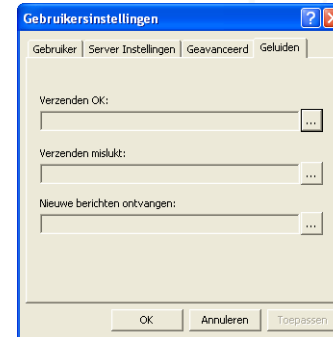 Gebruikersinstellingen
Gebruiker Server Instellingen Geavanceerd Geluiden
Verzenden OK:
...
Verzenden mislukt:
...
Nieuwe berichten ontvangen:
...
OK Annuleren Toepassen